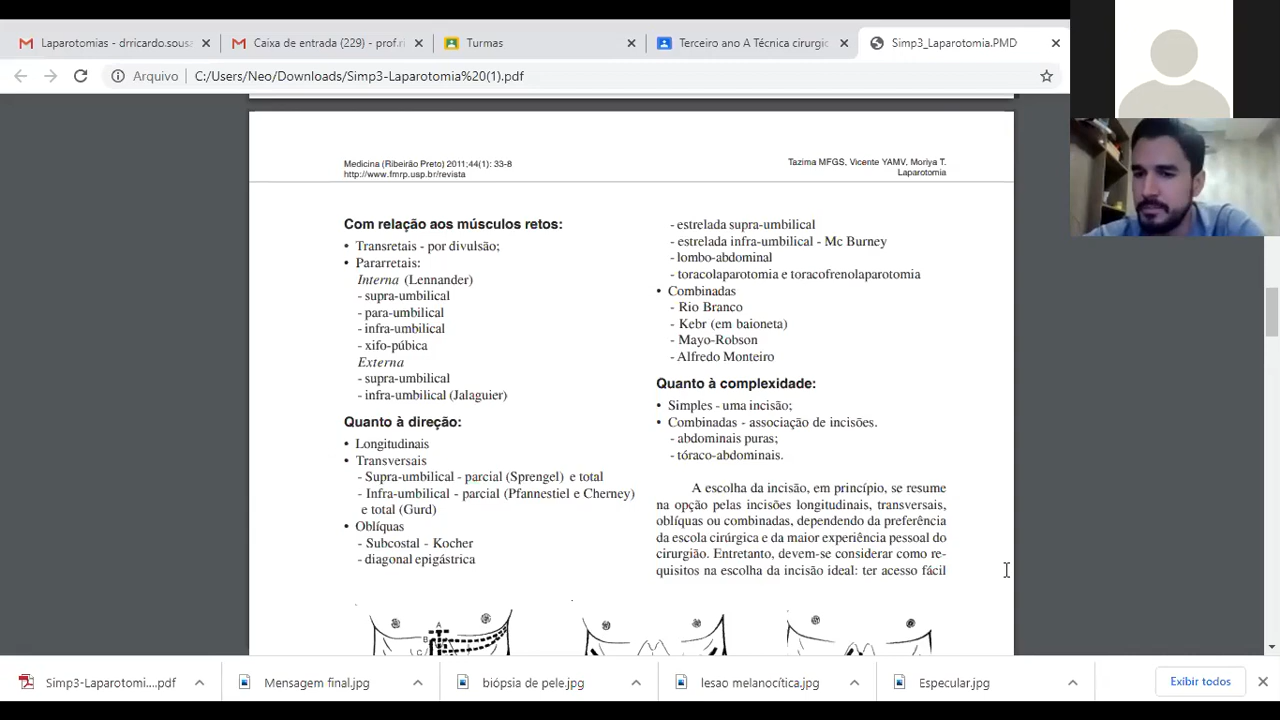 Laparotomias - drricardo.sous
Caixa de entrada (229) - prof.r
Turmas
Terceiro ano A Técnica cirurgic
Simp3_Laparotomia.PMD
Arquivo
C:/Users/Neo/Downloads/Simp3-Laparotomia%20(1).pdf
Medicina (Ribeirão Preto) 2011;44(1): 33-8
http://www.fmrp.usp.br/revista
Tazima MFGS, Vicente YAMV, Moriya T.
Laparotomia
Com relação aos músculos retos:
• Transretais - por divulsão;
• Pararretais:
Interna (Lennander)
- supra-umbilical
- para-umbilical
- infra-umbilical
- xifo-púbica
Externa
- supra-umbilical
- infra-umbilical (Jalaguier)
Quanto à direção:
• Longitudinais
• Transversais
- Supra-umbilical - parcial (Sprengel) e total
- Infra-umbilical - parcial (Pfannestiel e Cherney)
e total (Gurd)
• Oblíquas
- Subcostal - Kocher
- diagonal epigástrica
- estrelada supra-umbilical
- estrelada infra-umbilical - Mc Burney
- lombo-abdominal
- toracolaparotomia e toracofrenolaparotomia
• Combinadas
- Rio Branco
- Kebr (em baioneta)
- Mayo-Robson
- Alfredo Monteiro
Quanto à complexidade:
• Simples - uma incisão;
• Combinadas - associação de incisões.
- abdominais puras;
- tóraco-abdominais.
A escolha da incisão, em princípio, se resume
na opção pelas incisões longitudinais, transversais,
oblíquas ou combinadas, dependendo da preferência
da escola cirúrgica e da maior experiência pessoal do
cirurgião. Entretanto, devem-se considerar como re-
quisitos na escolha da incisão ideal: ter acesso fácil
A
B
C
Simp3-Laparotomi....pdf
Mensagem final.jpg
biópsia de pele.jpg
lesao melanocítica.jpg
Especular.jpg
Exibir todos